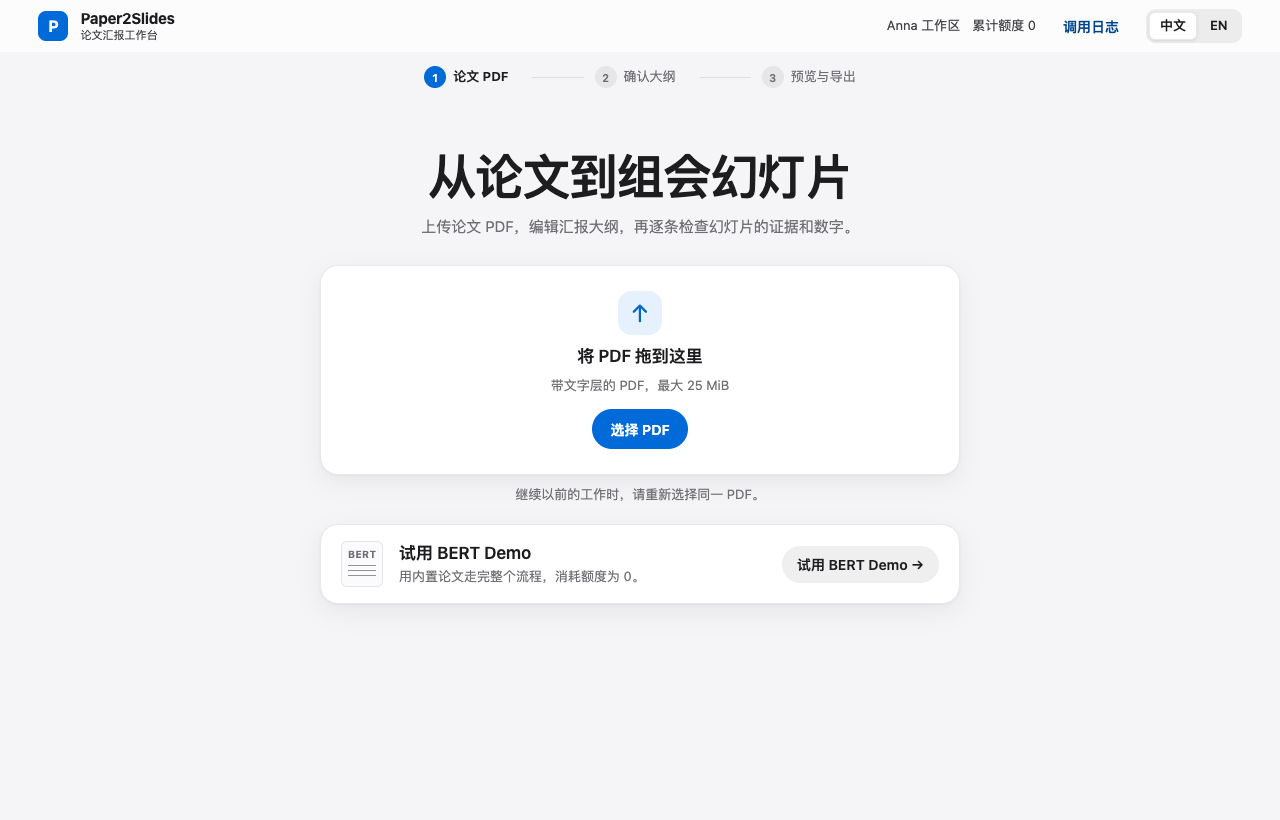 P
Paper2Slides
论文汇报工作台
Anna 工作区 累计额度 0
调用日志
中文
EN
1 论文 PDF
2 确认大纲
3 预览与导出
从论文到组会幻灯片
上传论文 PDF，编辑汇报大纲，再逐条检查幻灯片的证据和数字。
将 PDF 拖到这里
带文字层的 PDF，最大 25 MiB
选择 PDF
继续以前的工作时，请重新选择同一 PDF。
BERT
试用 BERT Demo
用内置论文走完整个流程，消耗额度为 0。
试用 BERT Demo →